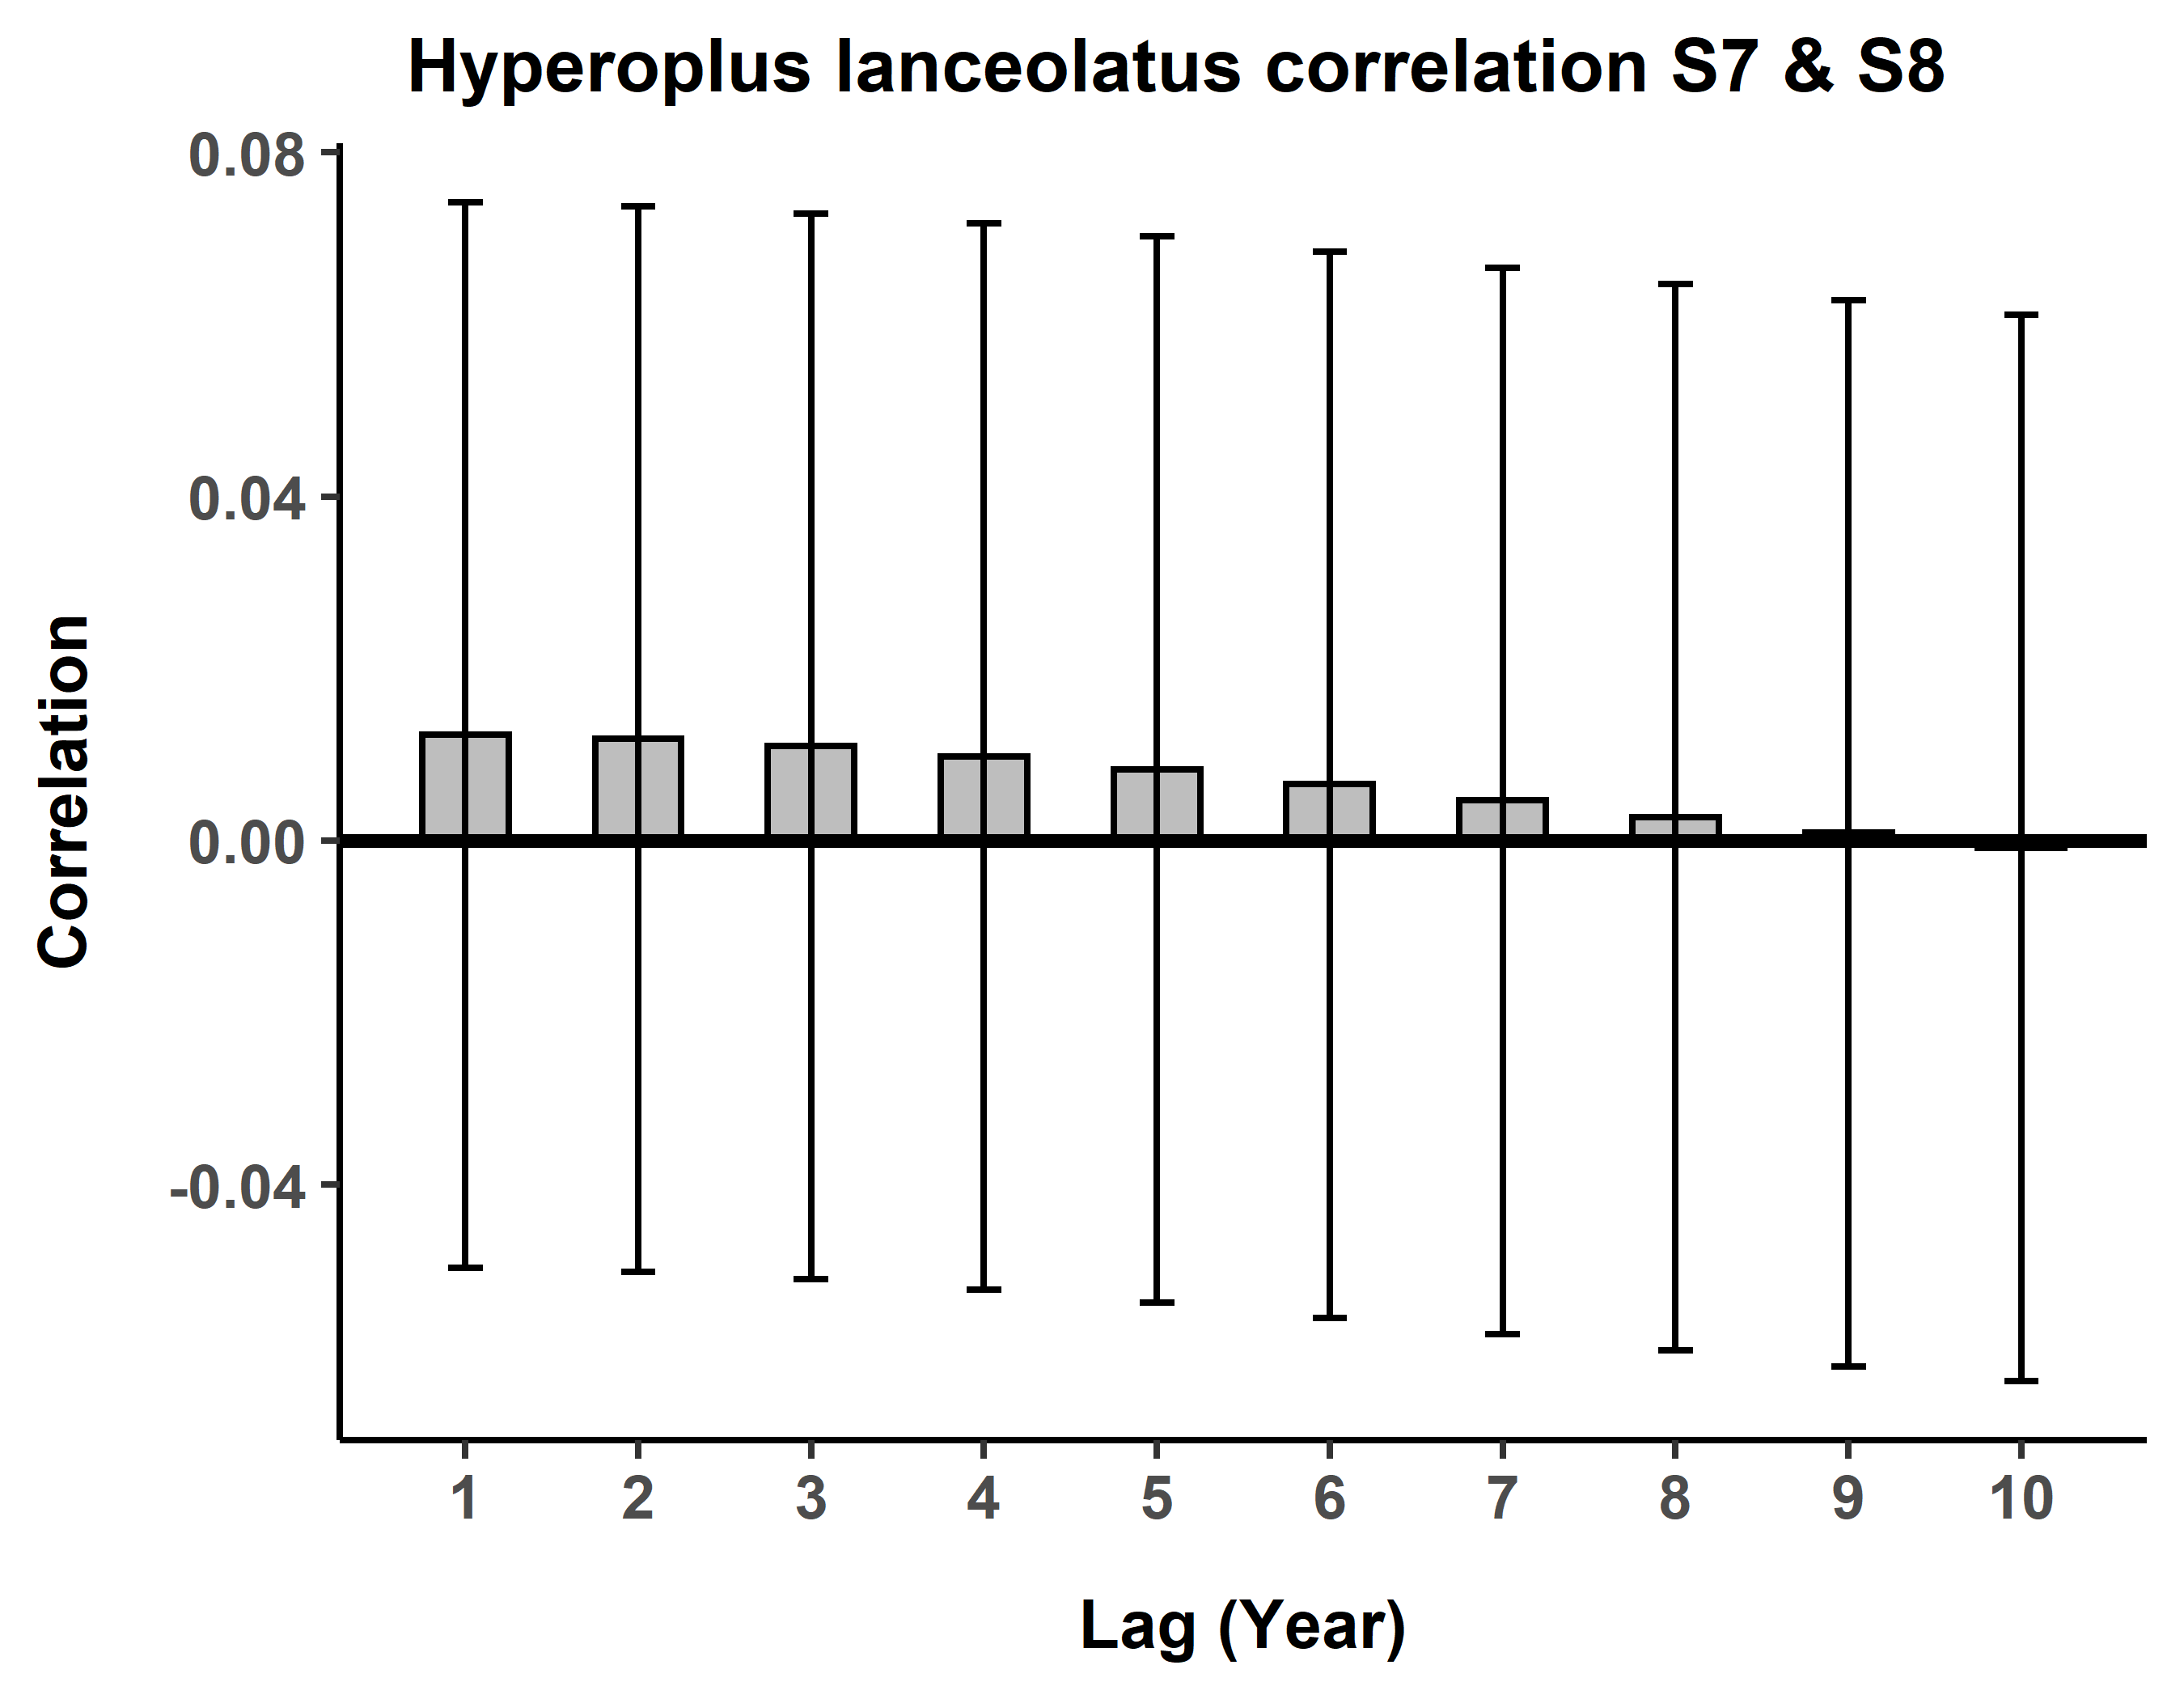 Hyperoplus lanceolatus correlation S7 & S8
0.08
0.04
0.00
-0.04
Correlation
1 2 3 4 5 6 7 8 9 10
Lag (Year)